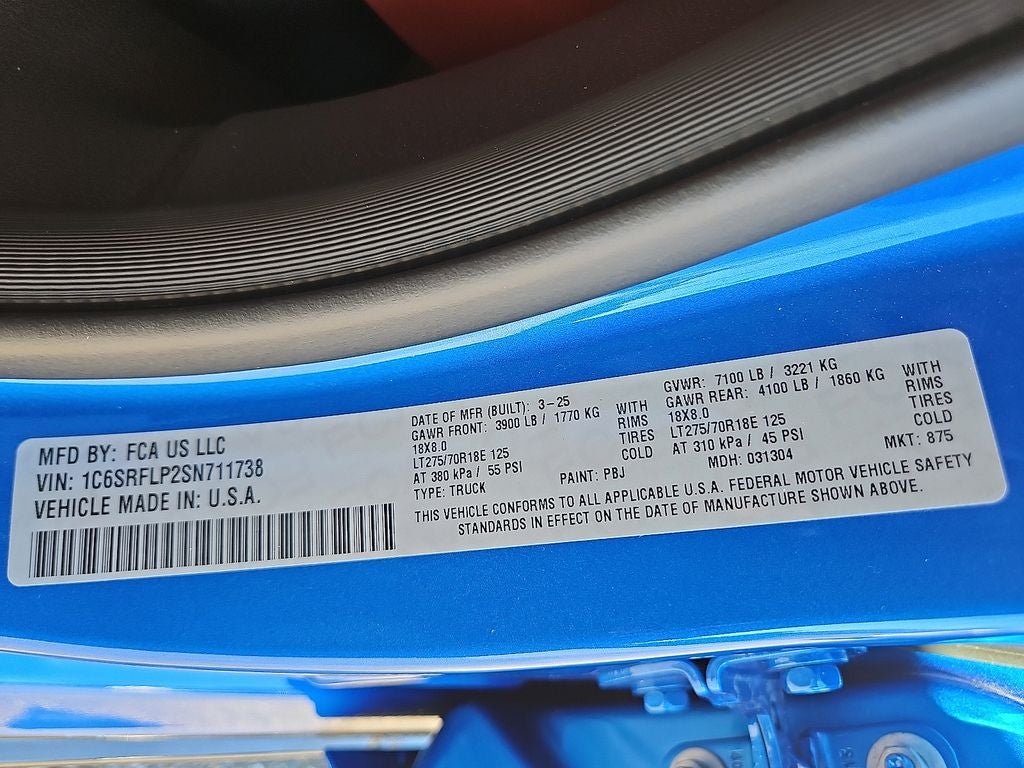 MFD BY: FCA US LLC
VIN: 1C6SRFLP2SN711738
VEHICLE MADE IN: U.S.A.
DATE OF MFR (BUILT): 3-25
GAWR FRONT: 3900 LB / 1770 KG WITH
18X8.0 RIMS
LT275/70R18E 125 TIRES
AT 380 kPa / 55 PSI COLD
TYPE: TRUCK PAINT: PBJ
GVWR: 7100 LB / 3221 KG
GAWR REAR: 4100 LB / 1860 KG WITH
18X8.0 RIMS
LT275/70R18E 125 TIRES
AT 310 kPa / 45 PSI COLD
MDH: 031304 MKT: 875
THIS VEHICLE CONFORMS TO ALL APPLICABLE U.S.A. FEDERAL MOTOR VEHICLE SAFETY
STANDARDS IN EFFECT ON THE DATE OF MANUFACTURE SHOWN ABOVE.